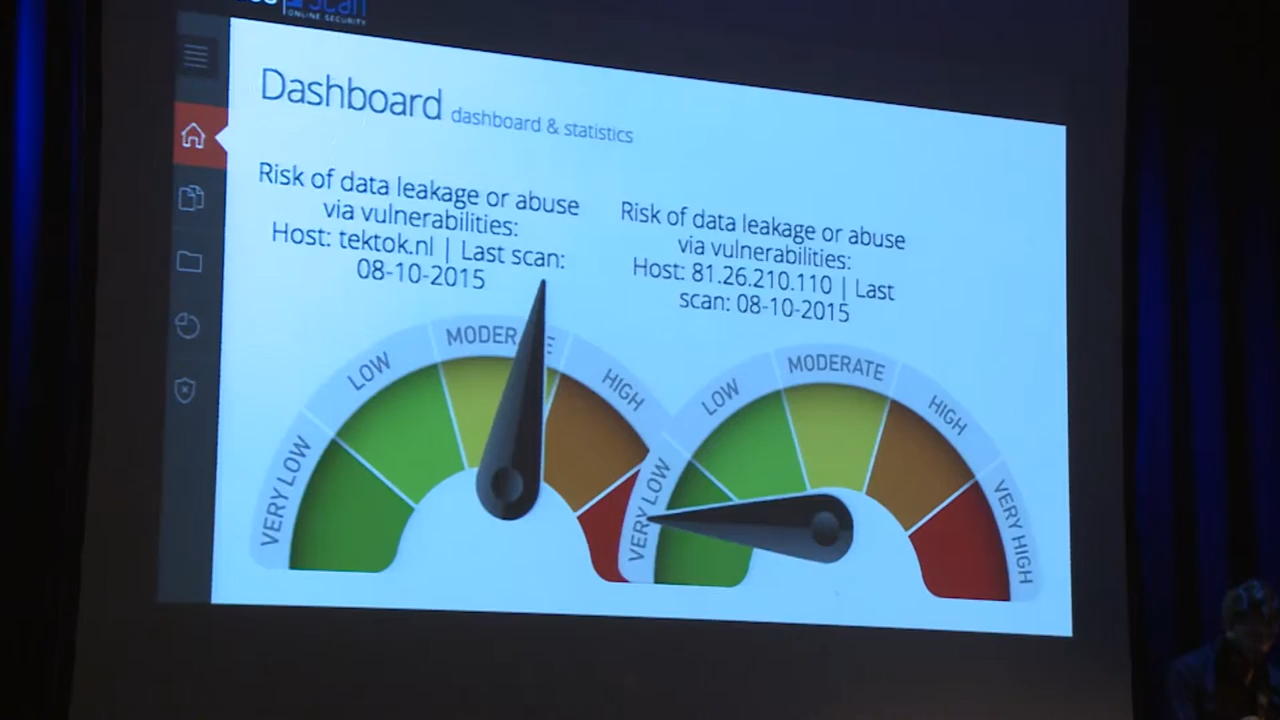 Scan
ONLINE SECURITY
Dashboard dashboard & statistics
Risk of data leakage or abuse
via vulnerabilities:
Host: tektok.nl | Last scan:
08-10-2015
Risk of data leakage or abuse
via vulnerabilities:
Host: 81.26.210.110 | Last
scan: 08-10-2015
VERY LOW
LOW
HIGH
VERY LOW
LOW
MODERATE
HIGH
VERY HIGH